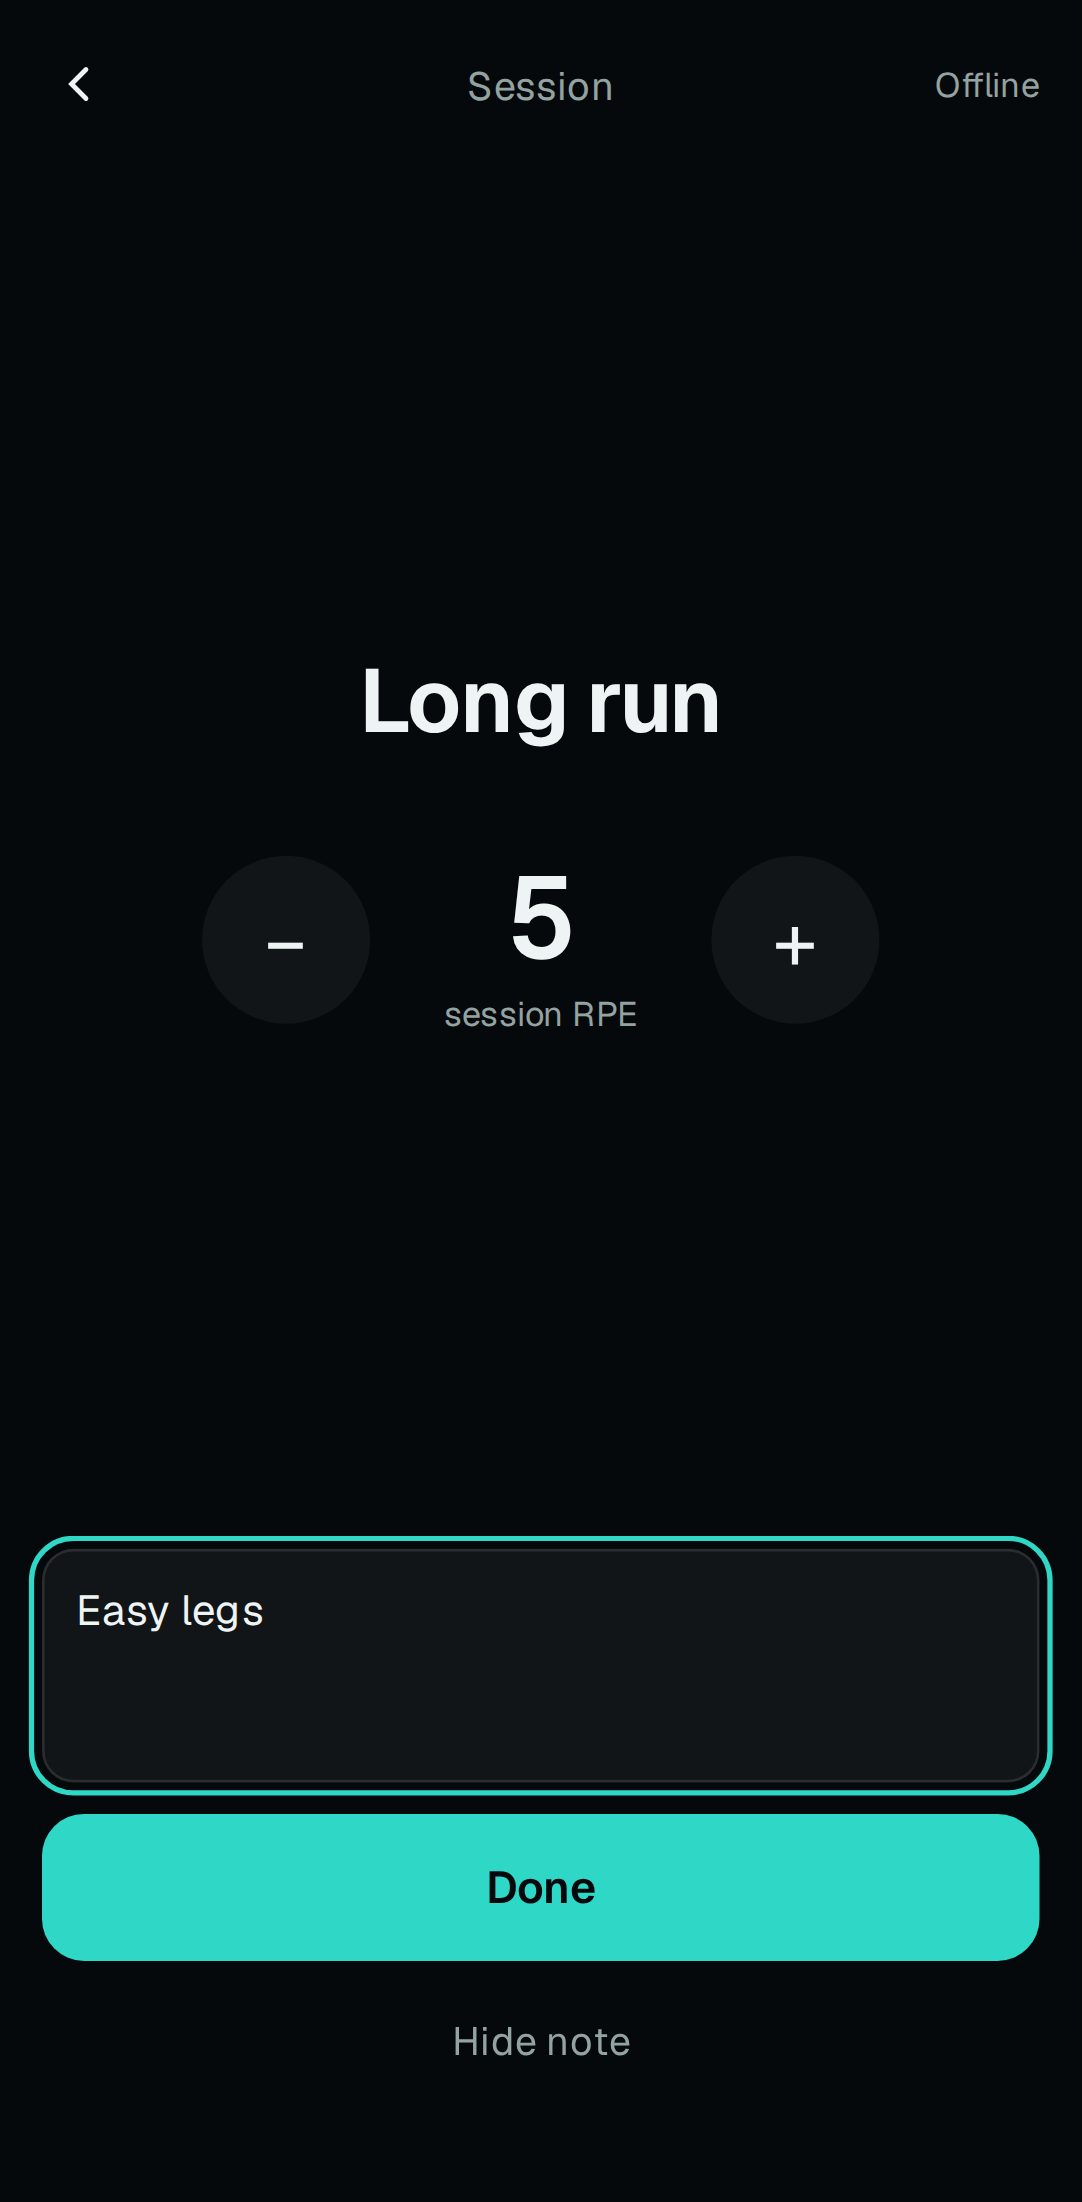 Session
Offline
Long run
−
5
+
session RPE
Easy legs
Done
Hide note